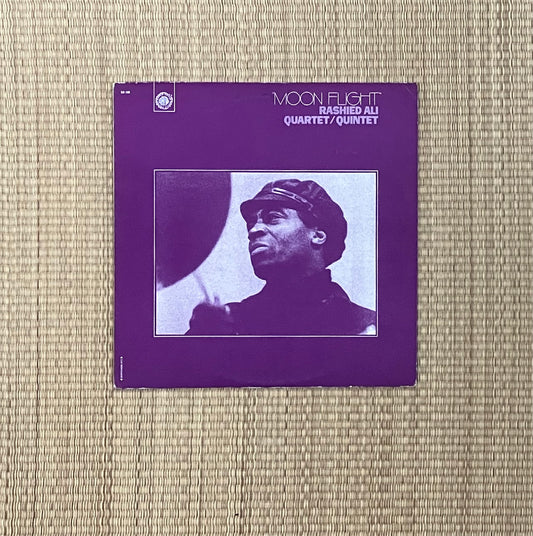 MOON FLIGHT
RASHIED ALI
QUARTET/QUINTET